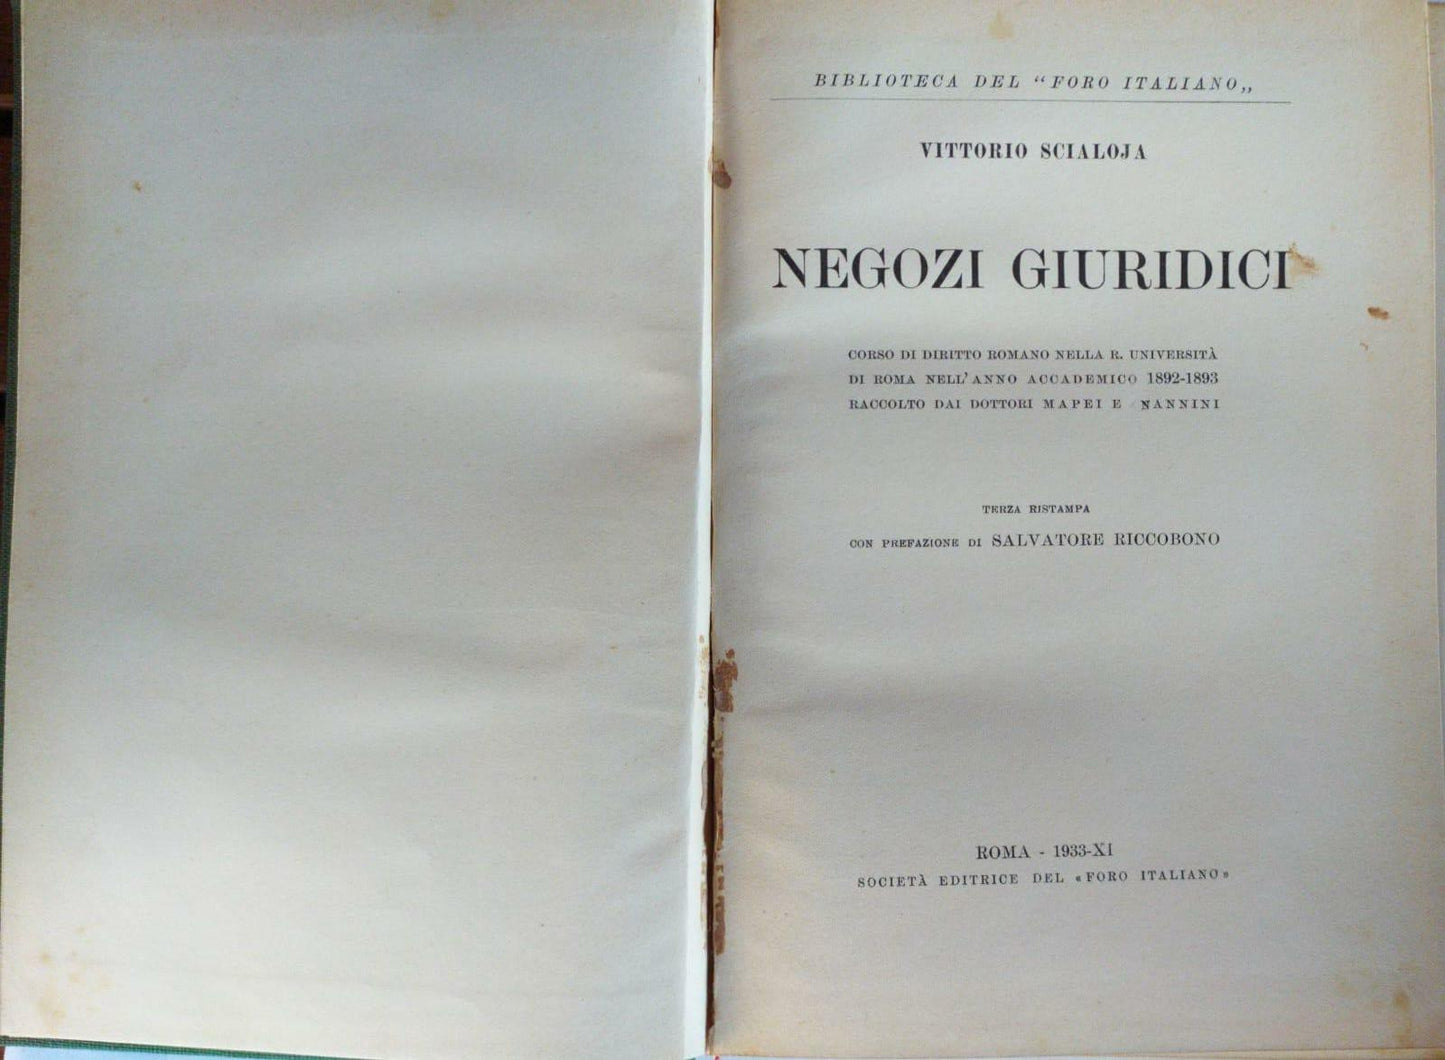 BIBLIOTECA DEL “FORO ITALIANO„
VITTORIO SCIALOJA
NEGOZI GIURIDICI
CORSO DI DIRITTO ROMANO NELLA R. UNIVERSITÀ
DI ROMA NELL'ANNO ACCADEMICO 1892-1893
RACCOLTO DAI DOTTORI MAPEI E NANNINI
TERZA RISTAMPA
CON PREFAZIONE DI SALVATORE RICCOBONO
ROMA - 1933-XI
SOCIETÀ EDITRICE DEL «FORO ITALIANO»